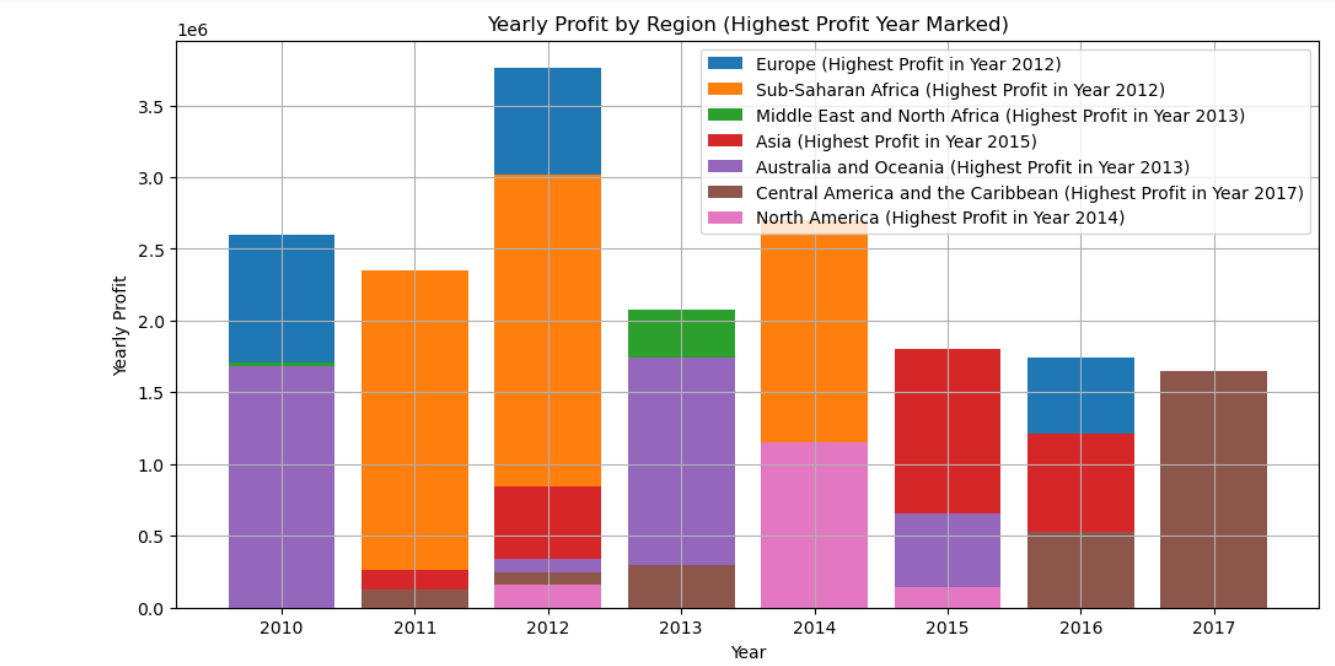 Yearly Profit by Region (Highest Profit Year Marked)
1e6
Europe (Highest Profit in Year 2012)
Sub-Saharan Africa (Highest Profit in Year 2012)
Middle East and North Africa (Highest Profit in Year 2013)
Asia (Highest Profit in Year 2015)
Australia and Oceania (Highest Profit in Year 2013)
Central America and the Caribbean (Highest Profit in Year 2017)
North America (Highest Profit in Year 2014)
3.5
3.0
2.5
2.0
1.5
1.0
0.5
0.0
Yearly Profit
2010 2011 2012 2013 2014 2015 2016 2017
Year